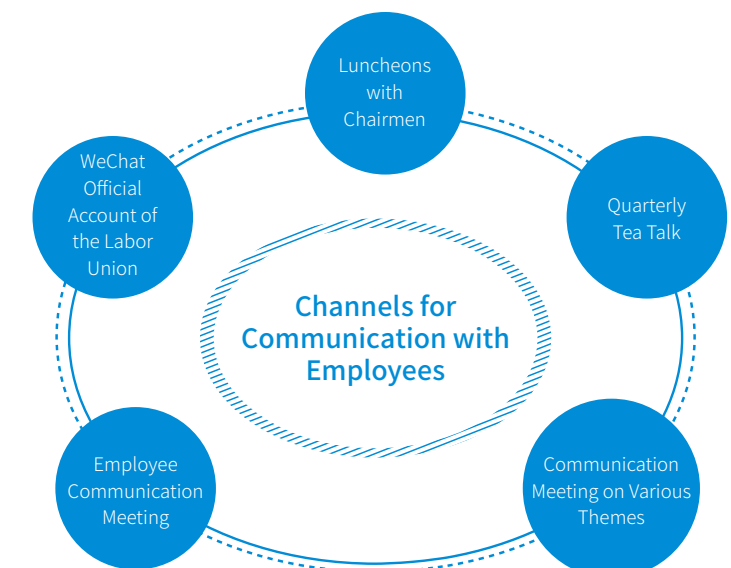 Luncheons
with
Chairmen
WeChat
Official
Account of
the Labor
Union
Quarterly
Tea Talk
Channels for
Communication with
Employees
Employee
Communication
Meeting
Communication
Meeting on Various
Themes